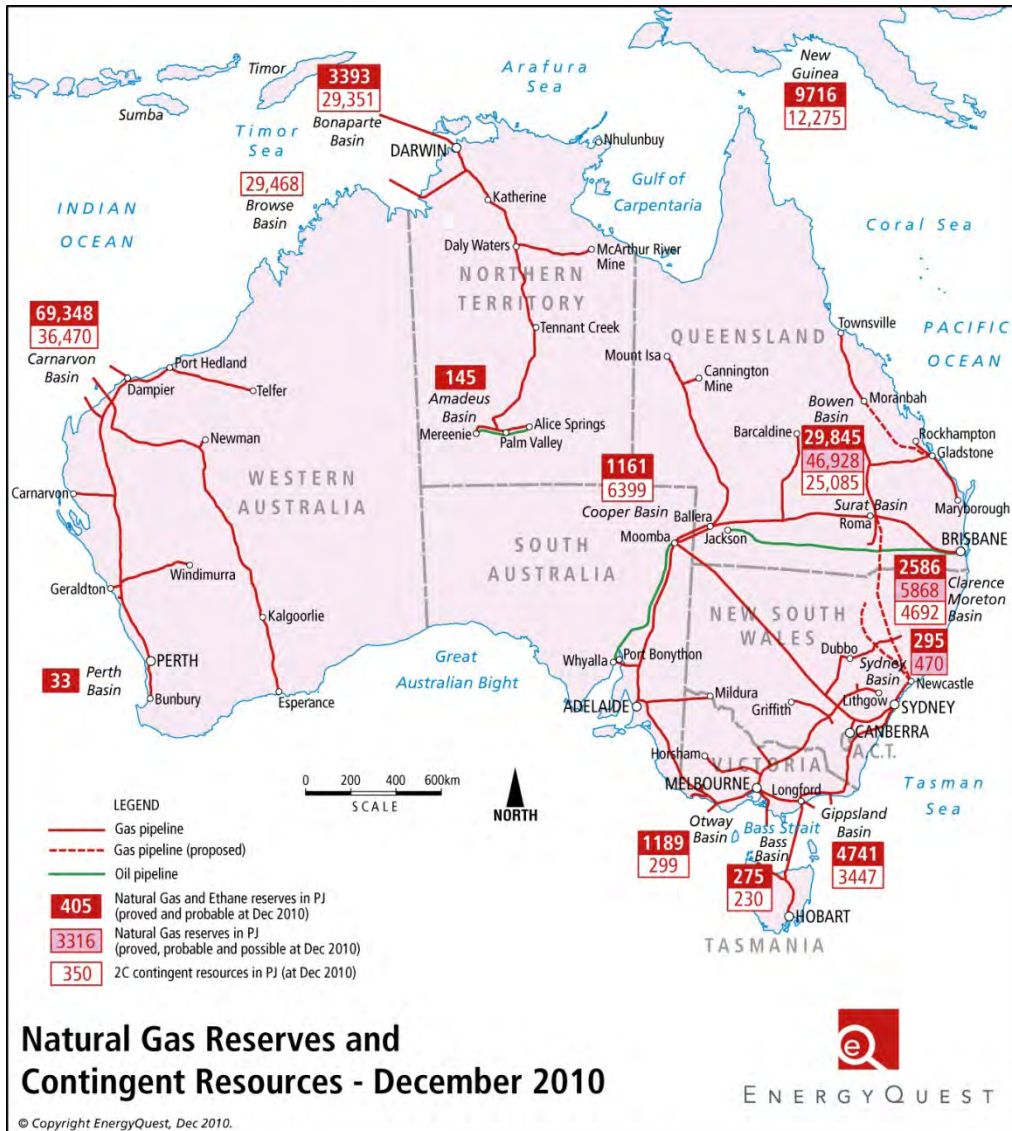 Timor
Sumba
Timor
Sea
3393
29,351
Bonaparte
Basin
Arafura
Sea
New
Guinea
9716
12,275
DARWIN
Nhulunbuy
29,468
Browse
Basin
INDIAN
OCEAN
Katherine
Gulf of
Carpentaria
Coral Sea
Daly Waters
McArthur River
Mine
NORTHERN
TERRITORY
69,348
36,470
Carnarvon
Basin
Port Hedland
Dampier
Telfer
Tennant Creek
QUEENSLAND
Townsville
PACIFIC
OCEAN
Mount Isa
Cannington
Mine
145
Amadeus
Basin
Mereenie
Alice Springs
Palm Valley
Bowen
Basin
Moranbah
Barcaldine
29,845
46,928
25,085
Rockhampton
Gladstone
Newman
WESTERN
AUSTRALIA
Carnarvon
1161
6399
Cooper Basin
Ballera
Moomba
Jackson
Surat Basin
Roma
Maryborough
BRISBANE
SOUTH
AUSTRALIA
Windimurra
Geraldton
Kalgoorlie
2586
5868
4692
Clarence
Moreton
Basin
NEW SOUTH
WALES
295
470
33
Perth
Basin
PERTH
Bunbury
Esperance
Great
Australian Bight
Whyalla
Port Bonython
Dubbo
Sydney
Basin
Newcastle
ADELAIDE
Mildura
Griffith
Lithgow
SYDNEY
CANBERRA
A.C.T.
Horsham
VICTORIA
MELBOURNE
Longford
Tasman
Sea
0 200 400 600km
SCALE
NORTH
Otway
Basin
Bass Strait
Bass
Basin
Gippsland
Basin
1189
299
275
230
4741
3447
HOBART
TASMANIA
LEGEND
Gas pipeline
Gas pipeline (proposed)
Oil pipeline
405 Natural Gas and Ethane reserves in PJ
(proved and probable at Dec 2010)
3316 Natural Gas reserves in PJ
(proved, probable and possible at Dec 2010)
350 2C contingent resources in PJ (at Dec 2010)
Natural Gas Reserves and
Contingent Resources - December 2010
© Copyright EnergyQuest, Dec 2010.
e
ENERGYQUEST